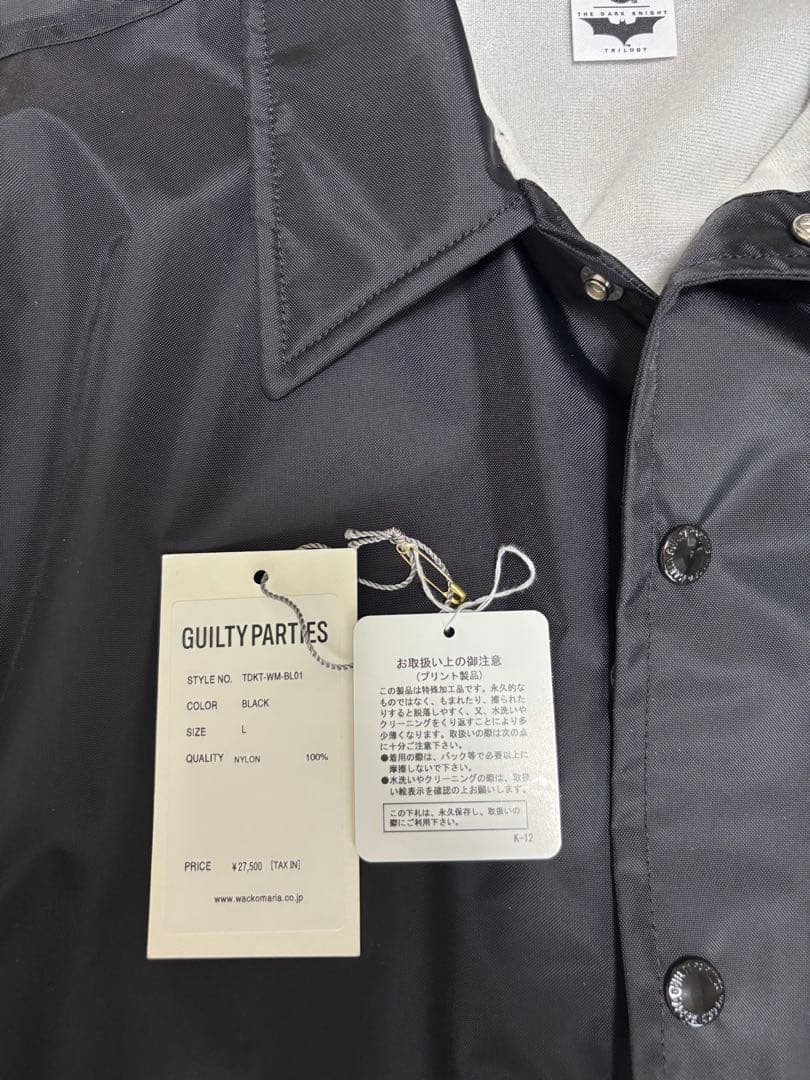 THE DARK KNIGHT
TRILOGY
GUILTY PARTIES
STYLE NO. TDKT-WM-BL01
COLOR BLACK
SIZE L
QUALITY NYLON 100%
PRICE ¥27,500 [TAX IN]
www.wackomaria.co.jp
お取扱い上の御注意
(プリント製品)
この製品は特殊加工品です。永久的な
ものではなく、もまれたり、擦られた
りすると脱落しやすく、又、水洗いや
クリーニングをくり返すことにより多
少薄くなります。取扱いの際は次の点
に十分ご注意下さい。
●着用の際は、バック等で必要以上に
摩擦しないで下さい。
●水洗いやクリーニングの際は、取扱
い絵表示を確認の上お願いします。
この下札は、永久保存し、取扱いの
際にご利用下さい。
K-12